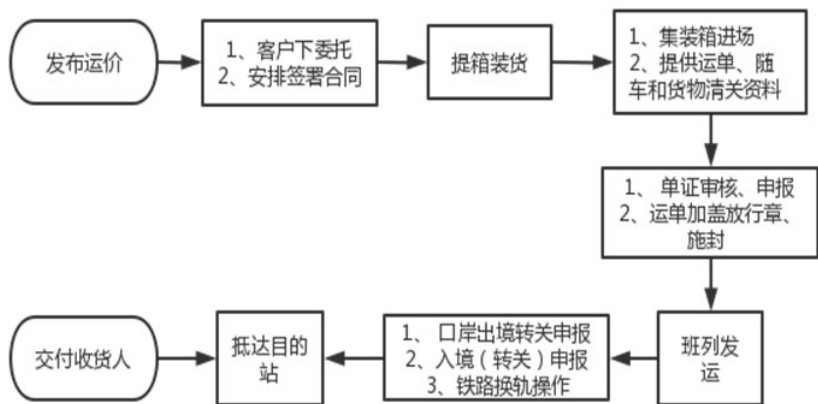 发布运价
1、客户下委托
2、安排签署合同
提箱装货
1、集装箱进场
2、提供运单、随
车和货物清关资料
1、 单证审核、申报
2、运单加盖放行章、
施封
班列发
运
1、 口岸出境转关申报
2、入境（转关）申报
3、铁路换轨操作
抵达目的
站
交付收货人